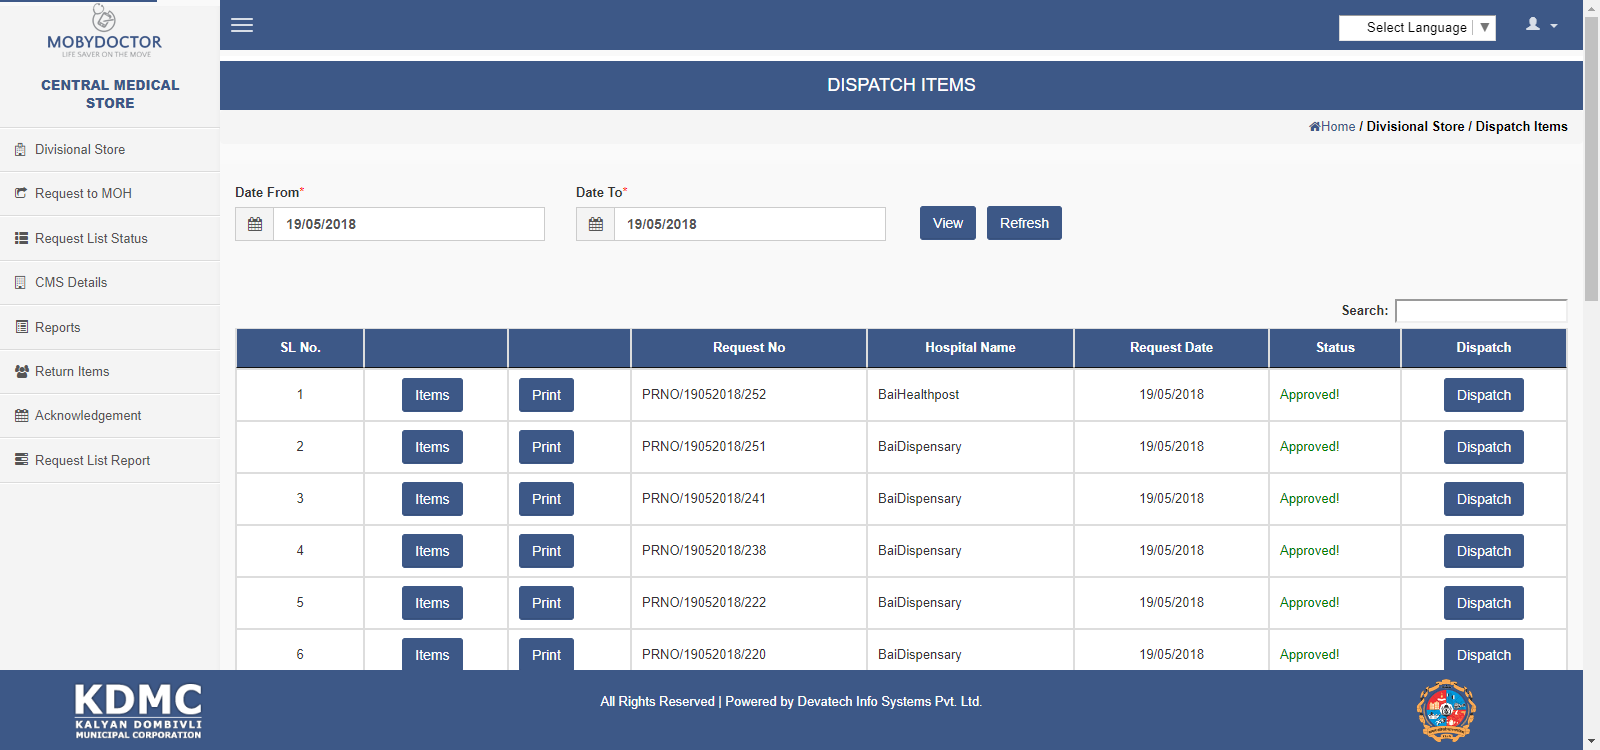 MOBYDOCTOR
LIFE SAVER ON THE MOVE
CENTRAL MEDICAL
STORE
Divisional Store
Request to MOH
Request List Status
CMS Details
Reports
Return Items
Acknowledgement
Request List Report
Select Language ▼
DISPATCH ITEMS
Home / Divisional Store / Dispatch Items
Date From* Date To*
19/05/2018 19/05/2018 View Refresh
Search:
SL No. Request No Hospital Name Request Date Status Dispatch
1 Items Print PRNO/19052018/252 BaiHealthpost 19/05/2018 Approved! Dispatch
2 Items Print PRNO/19052018/251 BaiDispensary 19/05/2018 Approved! Dispatch
3 Items Print PRNO/19052018/241 BaiDispensary 19/05/2018 Approved! Dispatch
4 Items Print PRNO/19052018/238 BaiDispensary 19/05/2018 Approved! Dispatch
5 Items Print PRNO/19052018/222 BaiDispensary 19/05/2018 Approved! Dispatch
6 Items Print PRNO/19052018/220 BaiDispensary 19/05/2018 Approved! Dispatch
KDMC
KALYAN DOMBIVLI
MUNICIPAL CORPORATION
All Rights Reserved | Powered by Devatech Info Systems Pvt. Ltd.